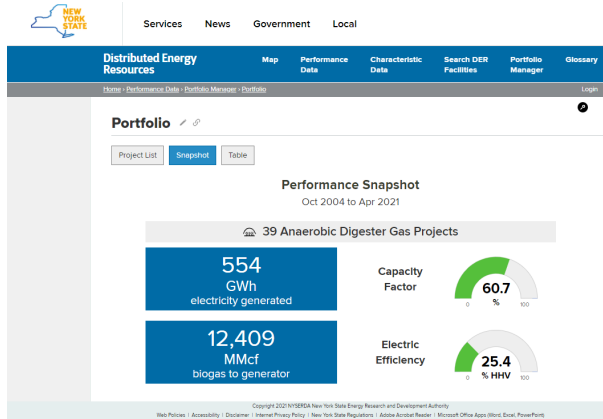 NEW
YORK
STATE
Services News Government Local
Distributed Energy
Resources
Map
Performance
Data
Characteristic
Data
Search DER
Facilities
Portfolio
Manager
Glossary
Home › Performance Data › Portfolio Manager › Portfolio
Login
Portfolio
Project List Snapshot Table
Performance Snapshot
Oct 2004 to Apr 2021
39 Anaerobic Digester Gas Projects
554
GWh
electricity generated
Capacity
Factor
60.7
%
0 100
12,409
MMcf
biogas to generator
Electric
Efficiency
25.4
% HHV
0 100
Copyright 2021 NYSERDA New York State Energy Research and Development Authority
Web Policies | Accessibility | Disclaimer | Internet Privacy Policy | New York State Regulations | Adobe Acrobat Reader | Microsoft Office Apps (Word, Excel, PowerPoint)